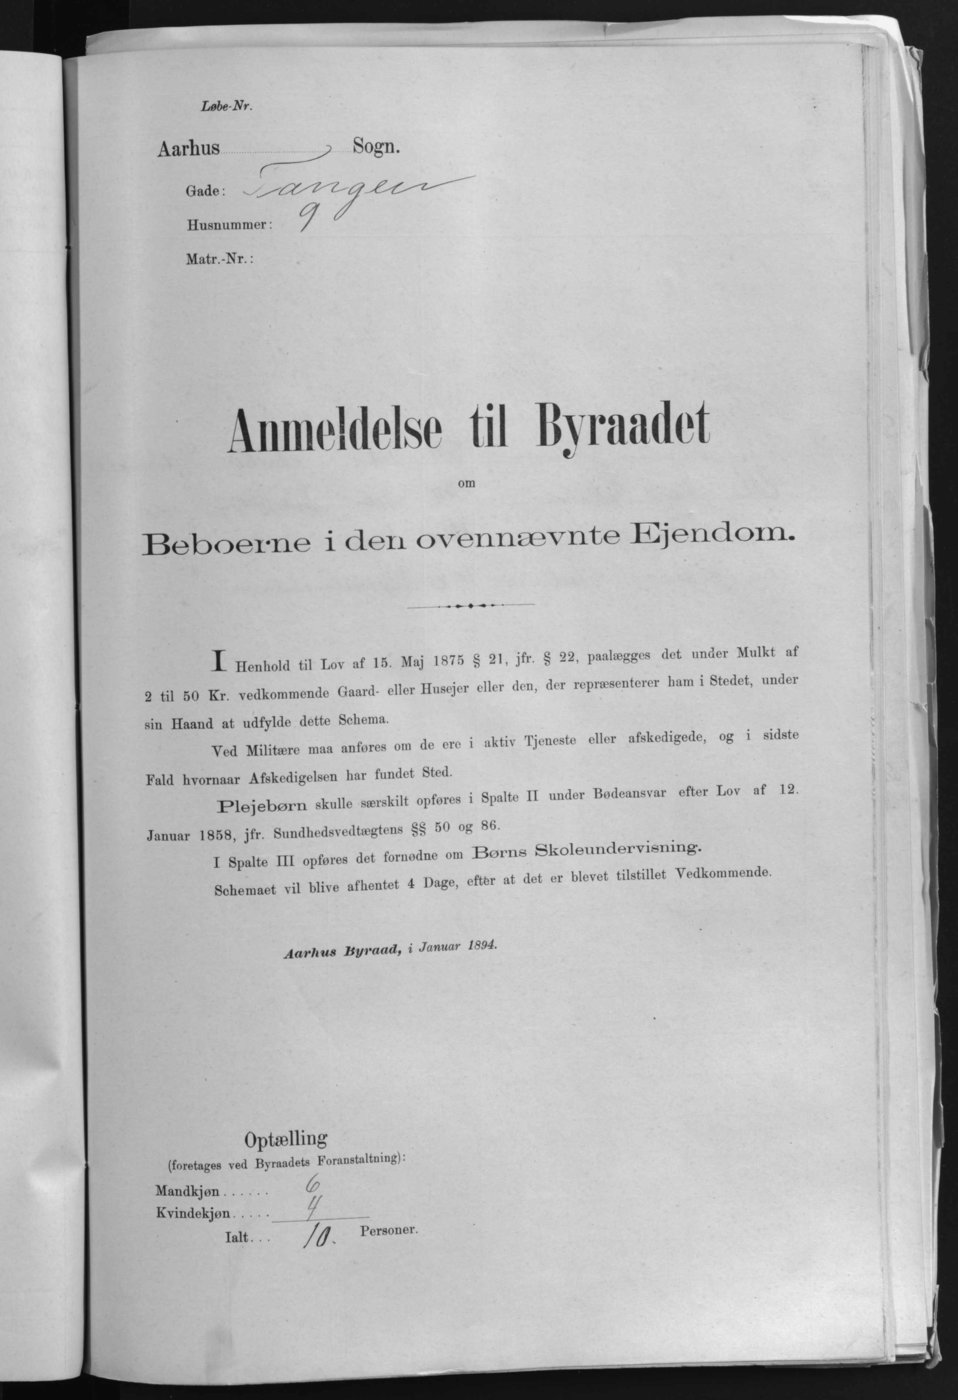 Løbe-Nr.
Aarhus Sogn.
Gade: Tangen
Husnummer: 9
Matr.-Nr.:
Anmeldelse til Byraadet
om
Beboerne i den ovennævnte Ejendom.
I Henhold til Lov af 15. Maj 1875 § 21, jfr. § 22, paalægges det under Mulkt af
2 til 50 Kr. vedkommende Gaard- eller Husejer eller den, der repræsenterer ham i Stedet, under
sin Haand at udfylde dette Schema.
Ved Militære maa anføres om de ere i aktiv Tjeneste eller afskedigede, og i sidste
Fald hvornaar Afskedigelsen har fundet Sted.
Plejebørn skulle særskilt opføres i Spalte II under Bødeansvar efter Lov af 12.
Januar 1858, jfr. Sundhedsvedtægtens §§ 50 og 86.
I Spalte III opføres det fornødne om Børns Skoleundervisning.
Schemaet vil blive afhentet 4 Dage, efter at det er blevet tilstillet Vedkommende.
Aarhus Byraad, i Januar 1894.
Optælling
(foretages ved Byraadets Foranstaltning):
Mandkjøn...... 6
Kvindekjøn..... 4
Ialt... 10. Personer.